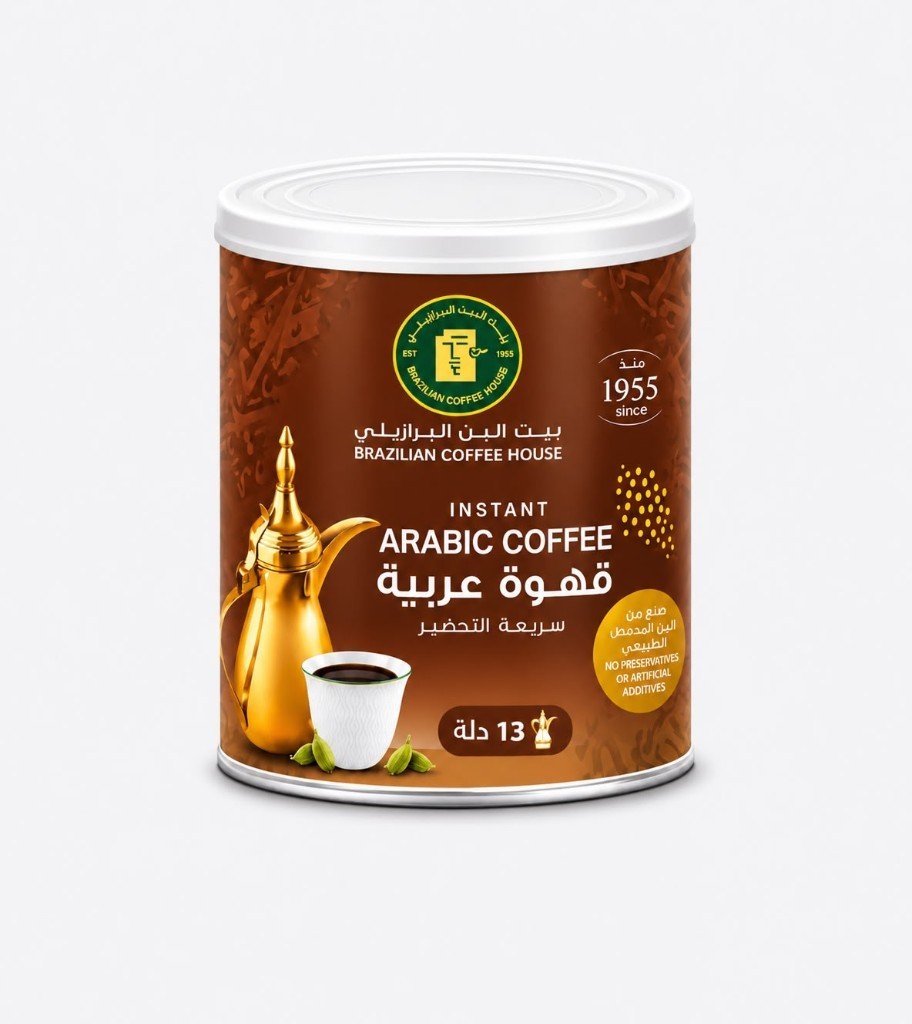 بيت البن البرازيلي
EST 1955
BRAZILIAN COFFEE HOUSE
بيت البن البرازيلي
BRAZILIAN COFFEE HOUSE
منذ
1955
since
INSTANT
ARABIC COFFEE
قهوة عربية
سريعة التحضير
صنع من
البن المحمص
الطبيعي
NO PRESERVATIVES
OR ARTIFICIAL
ADDITIVES
13 دلة